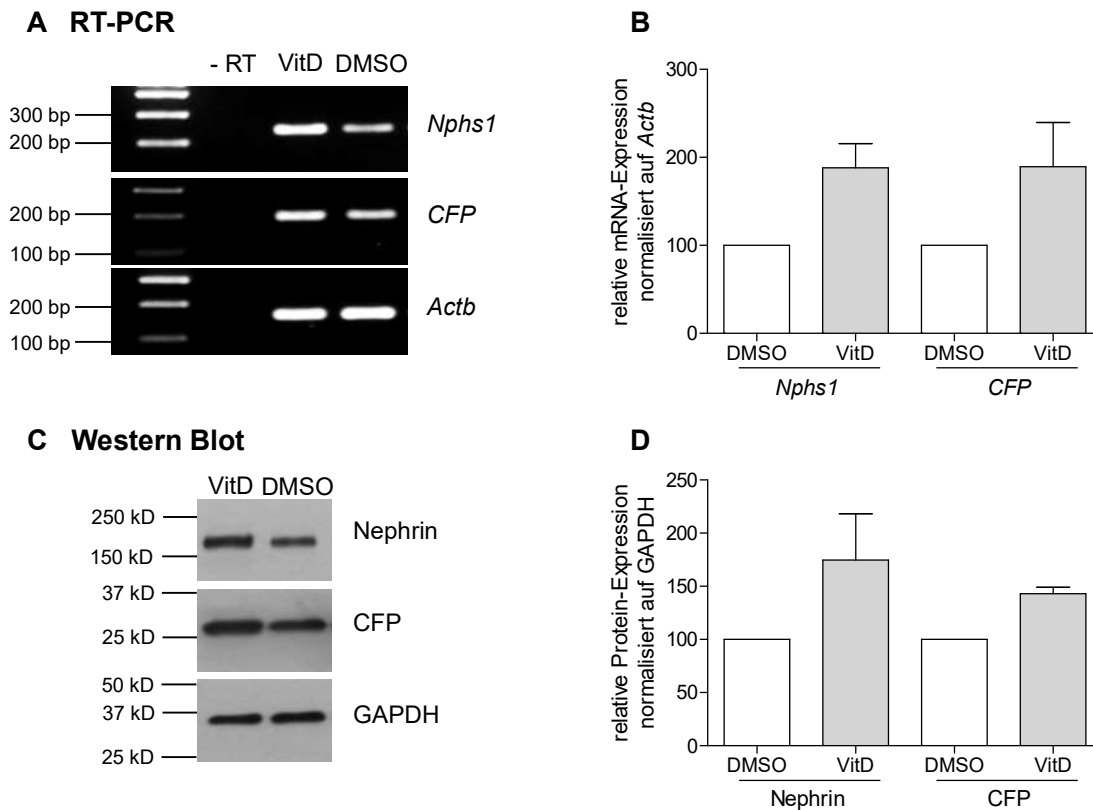 A RT-PCR
- RT VitD DMSO
300 bp
200 bp
Nphs1
200 bp
100 bp
CFP
200 bp
100 bp
Actb
B
relative mRNA-Expression
normalisiert auf Actb
300
200
100
0
DMSO VitD DMSO VitD
Nphs1 CFP
C Western Blot
VitD DMSO
250 kD
150 kD
Nephrin
37 kD
25 kD
CFP
50 kD
37 kD
25 kD
GAPDH
D
relative Protein-Expression
normalisiert auf GAPDH
250
200
150
100
50
0
DMSO VitD DMSO VitD
Nephrin CFP